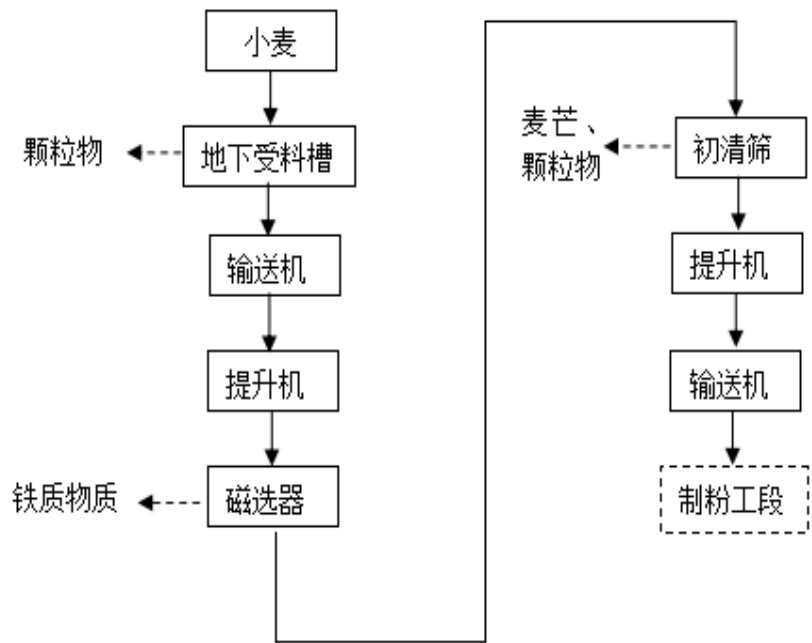 小麦
颗粒物
地下受料槽
输送机
提升机
铁质物质
磁选器
麦芒、
颗粒物
初清筛
提升机
输送机
制粉工段